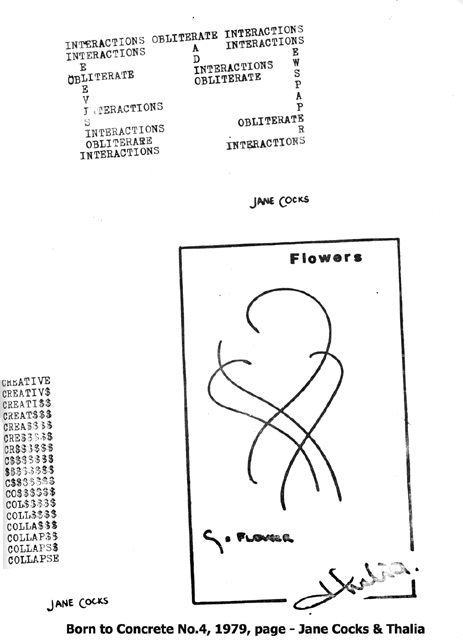 INTERACTIONS OBLITERATE INTERACTIONS
INTERACTIONS A INTERACTIONS
E D E
INTERACTIONS W
OBLITERATE OBLITERATE S
E P
V A
I TERACTIONS P
S OBLITERATE
INTERACTIONS R
OBLITERARE INTERACTIONS
INTERACTIONS
JANE COCKS
Flowers
CREATIVE
CREATIV$
CREATI$$
CREAT$$$
CREA$$$$
CRE$$$$$
CR$$$$$$
C$$$$$$$
$$$$$$$$
C$$$$$$$
CO$$$$$$
COL$$$$$
COLL$$$$
COLLA$$$
COLLAP$$
COLLAPS$
COLLAPSE
FLOWER
Thalia.
JANE COCKS
Born to Concrete No.4, 1979, page - Jane Cocks & Thalia